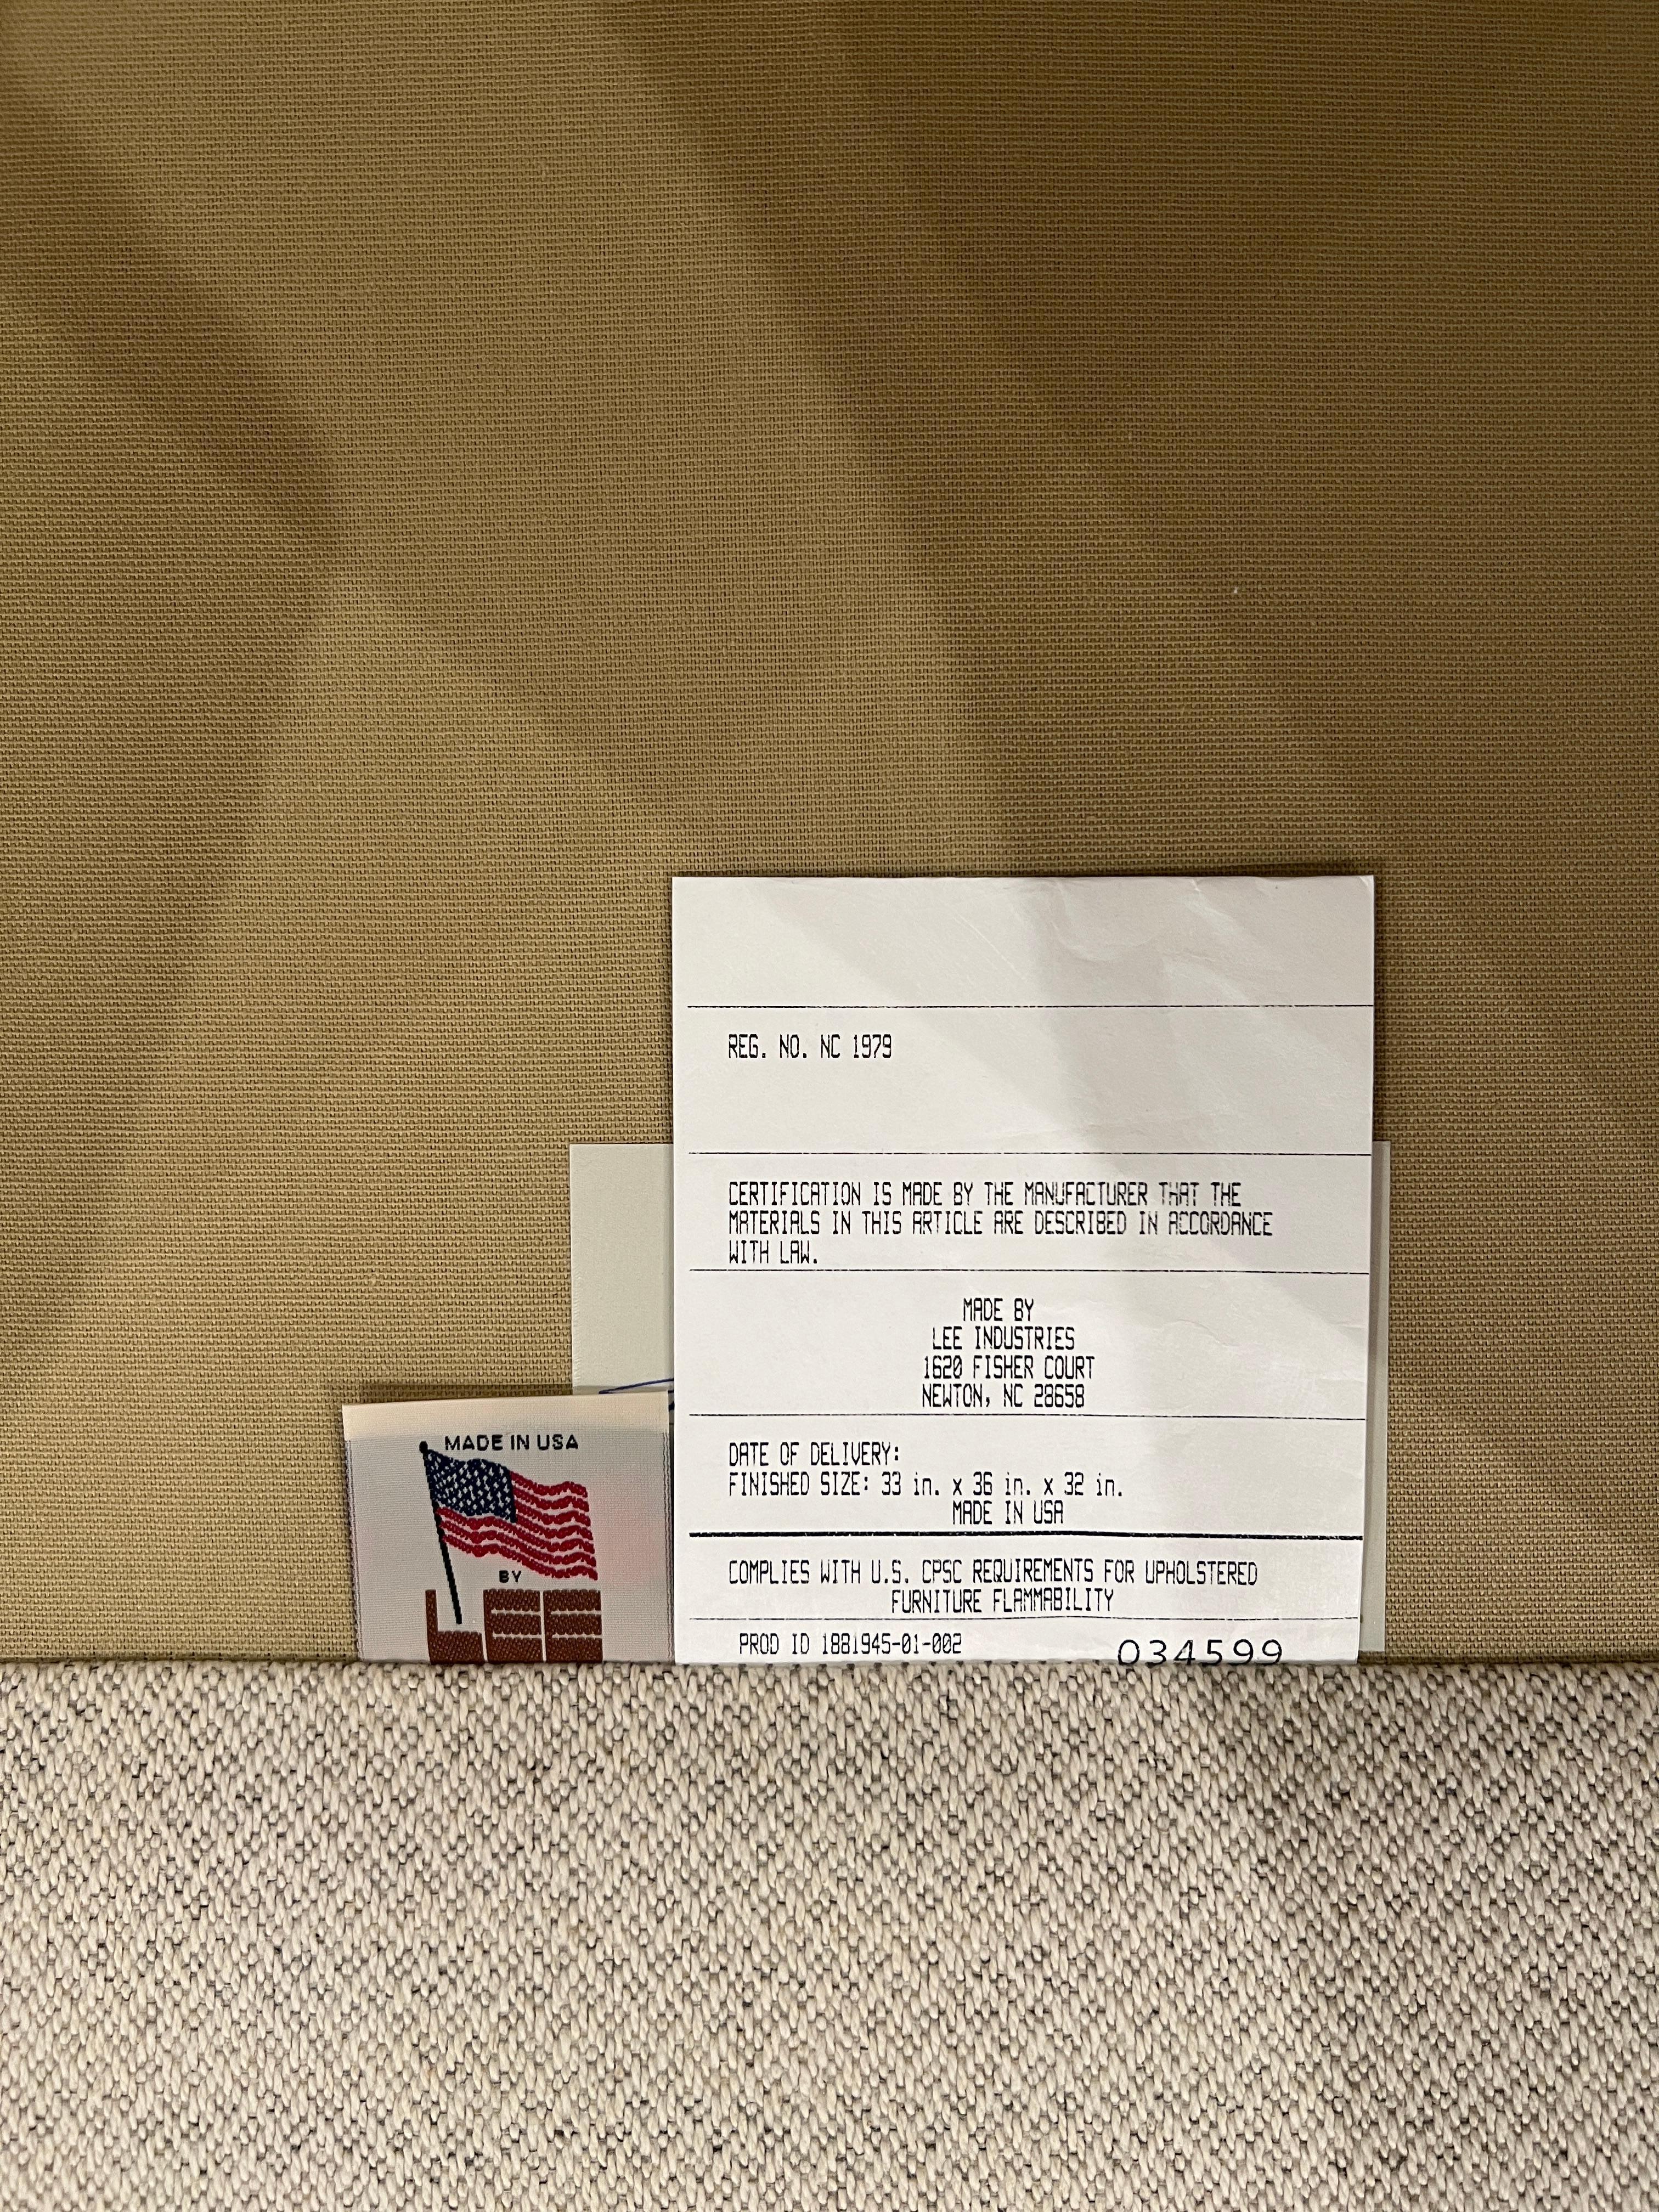 REG. NO. NC 1979
CERTIFICATION IS MADE BY THE MANUFACTURER THAT THE
MATERIALS IN THIS ARTICLE ARE DESCRIBED IN ACCORDANCE
WITH LAW.
MADE BY
LEE INDUSTRIES
1620 FISHER COURT
NEWTON, NC 28658
DATE OF DELIVERY:
FINISHED SIZE: 33 in. x 36 in. x 32 in.
MADE IN USA
COMPLIES WITH U.S. CPSC REQUIREMENTS FOR UPHOLSTERED
FURNITURE FLAMMABILITY
PROD ID 1881945-01-002 034599
MADE IN USA
BY
LEE